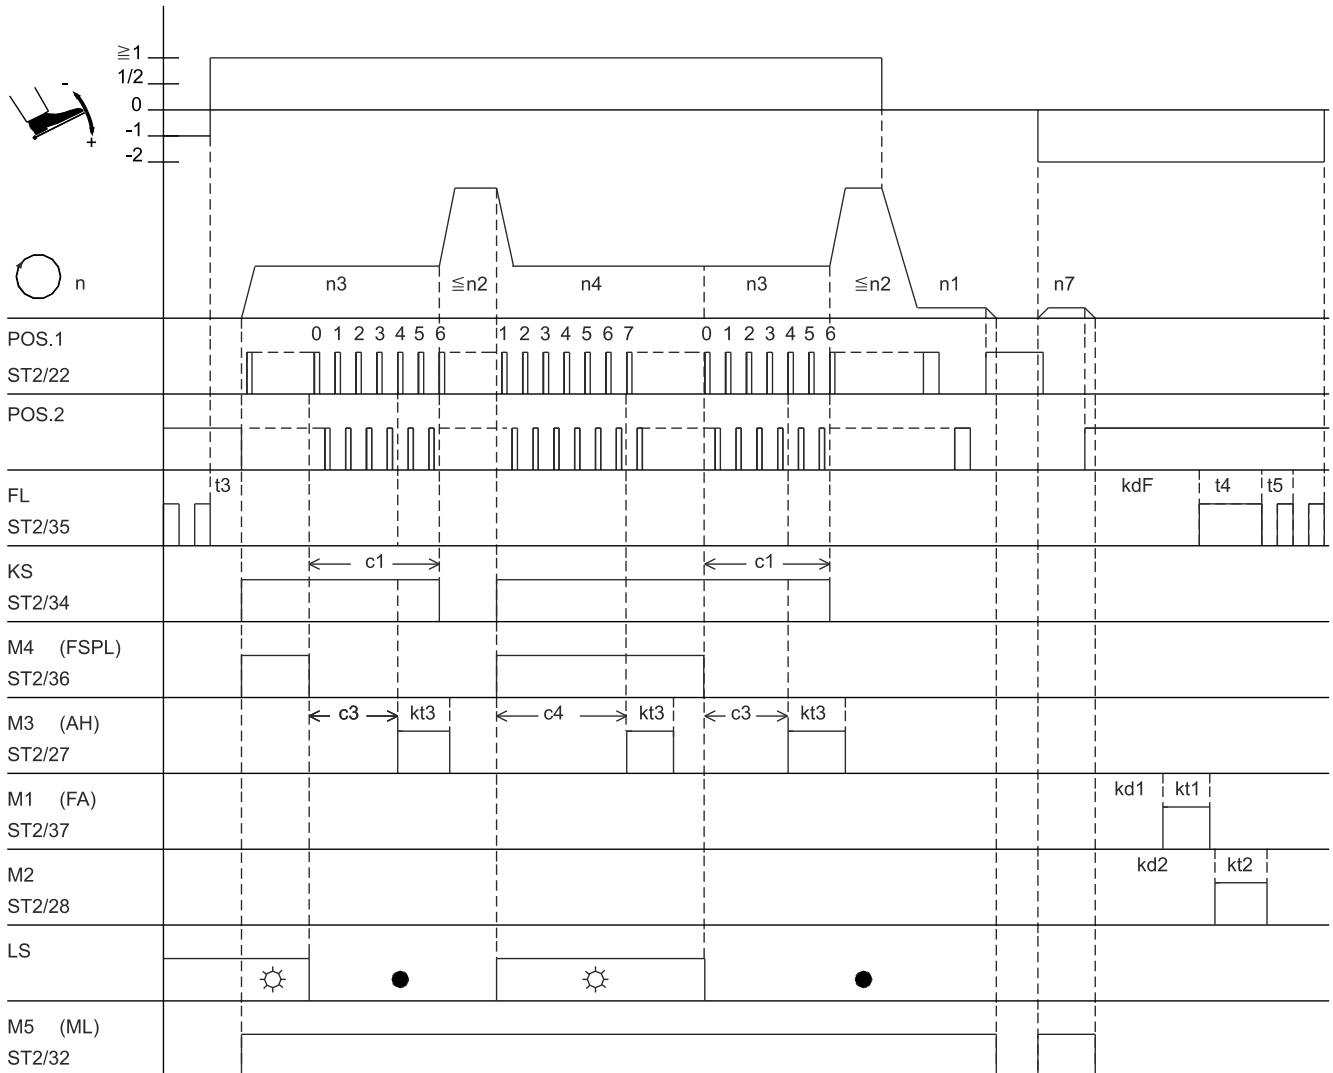 ≧1
1/2
0
-1
-2
-
+
n
n3 ≦n2 n4 n3 ≦n2 n1 n7
POS.1
0 1 2 3 4 5 6 1 2 3 4 5 6 7 0 1 2 3 4 5 6
ST2/22
POS.2
FL
t3 kdF t4 t5
ST2/35
KS
c1 c1
ST2/34
M4 (FSPL)
ST2/36
M3 (AH)
c3 kt3 c4 kt3 c3 kt3
ST2/27
M1 (FA)
kd1 kt1
ST2/37
M2
kd2 kt2
ST2/28
LS
M5 (ML)
ST2/32